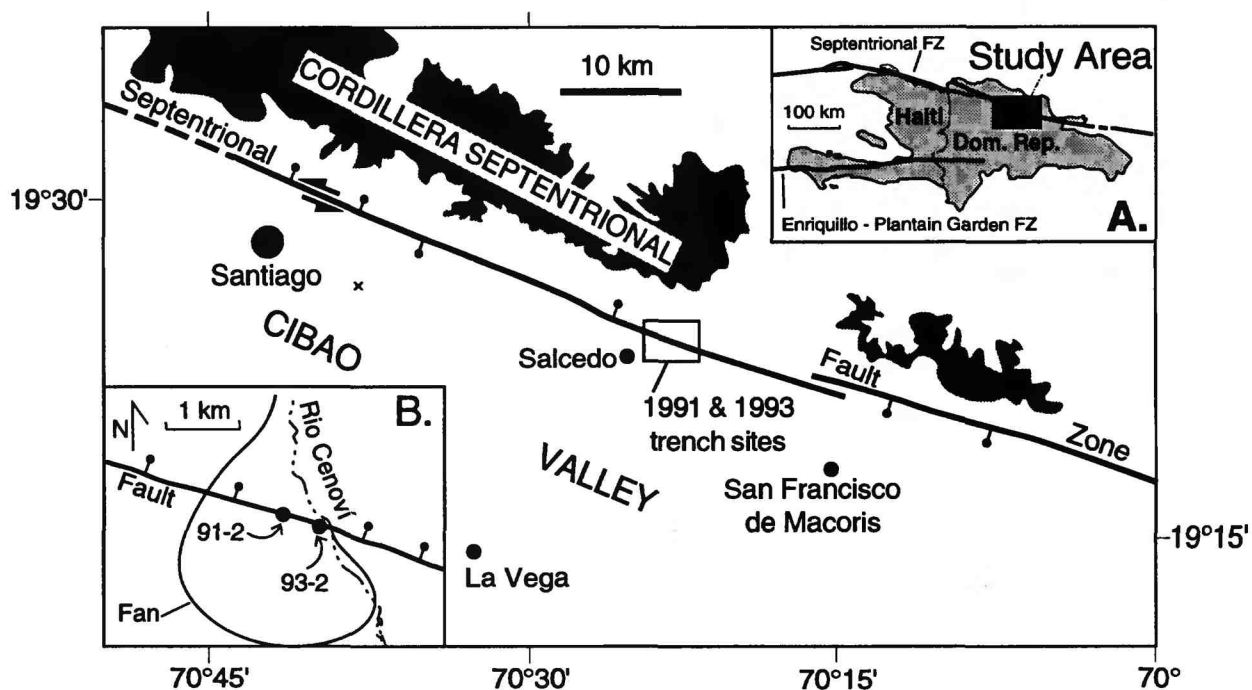 Septentrional
CORDILLERA SEPTENTRIONAL
10 km
Septentrional FZ
Study Area
Haiti
100 km
Dom. Rep.
Enriquillo - Plantain Garden FZ
A.
19°30'
Santiago
x
CIBAO
VALLEY
Salcedo
1991 & 1993
trench sites
Fault
Zone
San Francisco
de Macoris
La Vega
19°15'
B.
1 km
N
Rio Cenoví
Fault
91-2
93-2
Fan
70°45'
70°30'
70°15'
70°